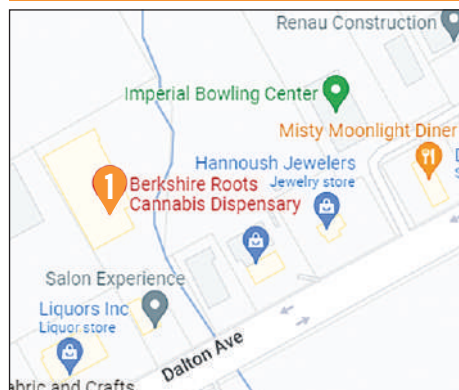 Renau Construction
Imperial Bowling Center
Misty Moonlight Diner
Hannoush Jewelers
Jewelry store
1
Berkshire Roots
Cannabis Dispensary
Salon Experience
Liquors Inc
Liquor store
Dalton Ave
abric and Crafts